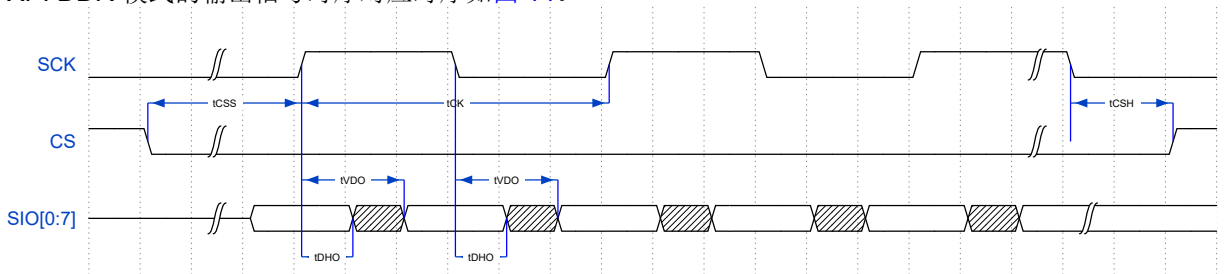 SCK
tCSS
tCK
tCSH
CS
tVDO
tVDO
SIO[0:7]
tDHO
tDHO